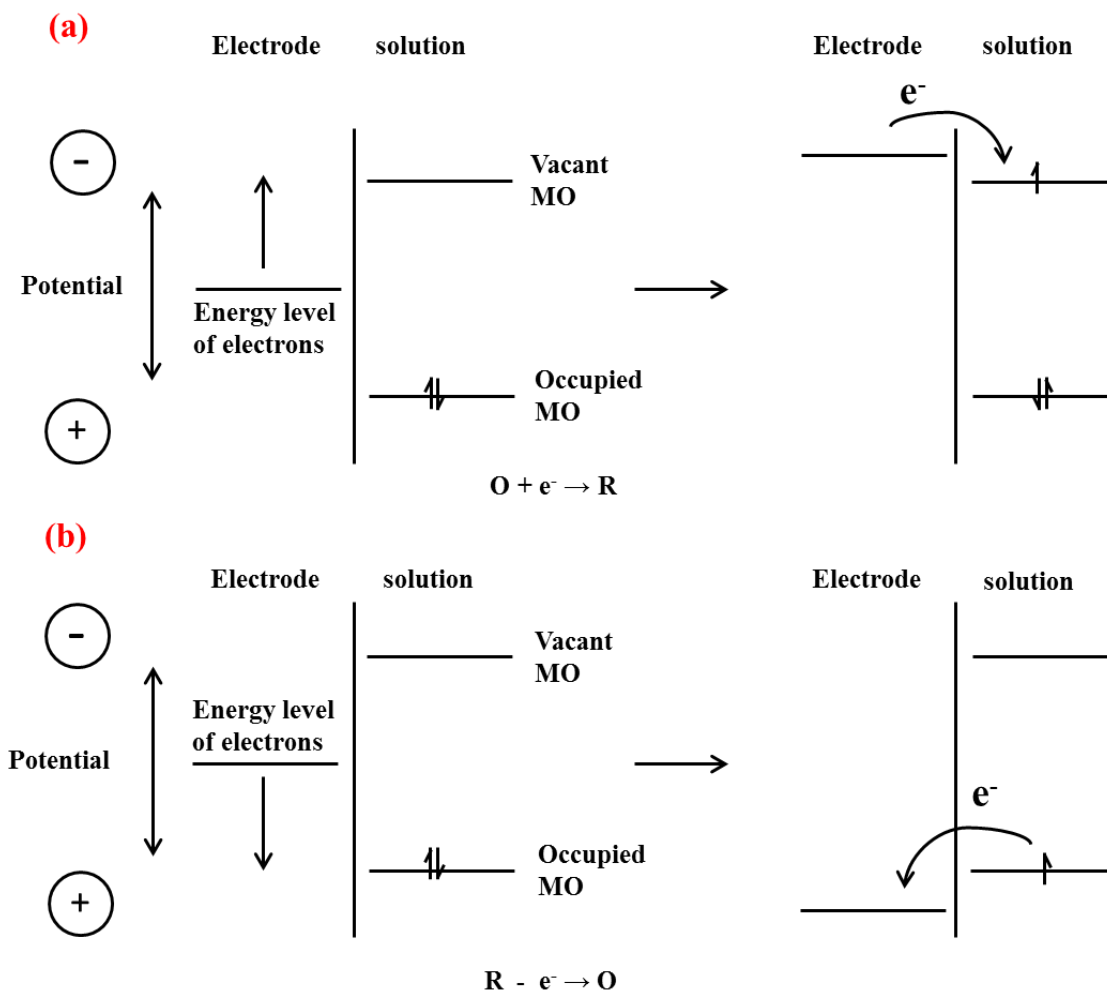 (a)
Electrode solution
Electrode solution
e-
-
Vacant
MO
Potential
Energy level
of electrons
Occupied
MO
+
O + e- → R
(b)
Electrode solution
Electrode solution
-
Vacant
MO
Energy level
of electrons
Potential
e-
Occupied
MO
+
R - e- → O